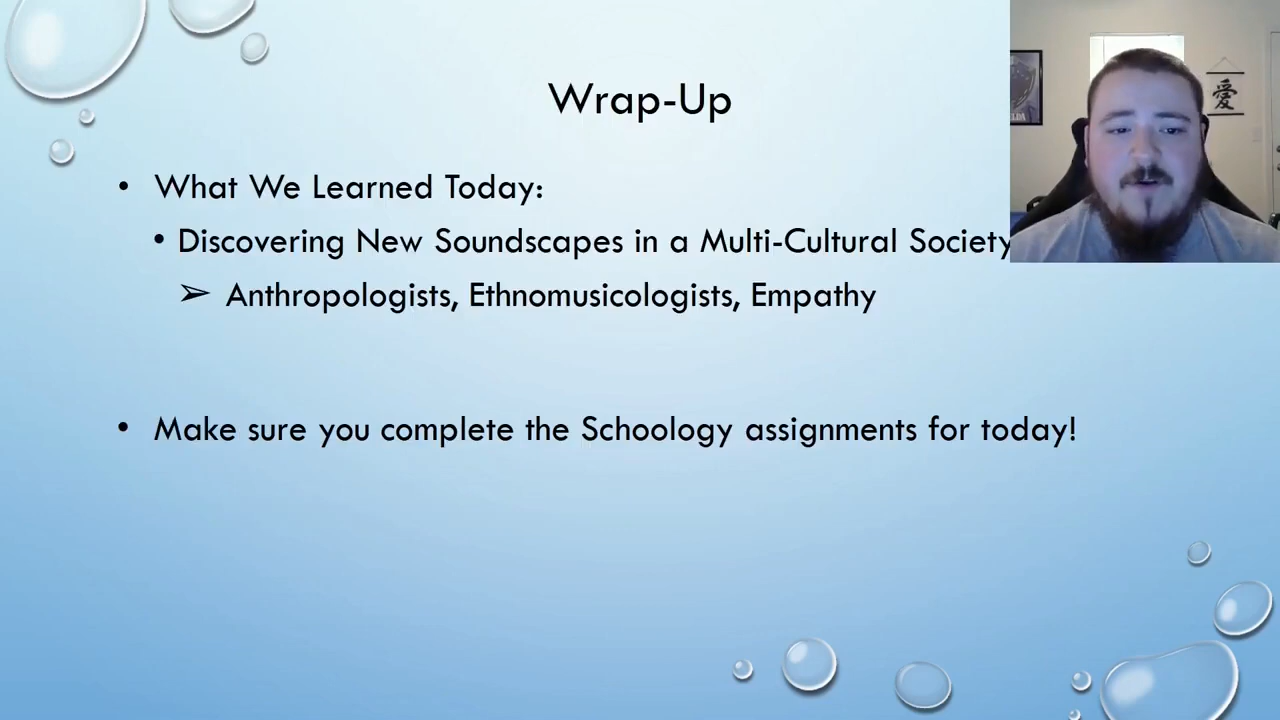 Wrap-Up
• What We Learned Today:
• Discovering New Soundscapes in a Multi-Cultural Society
➢ Anthropologists, Ethnomusicologists, Empathy
• Make sure you complete the Schoology assignments for today!
愛